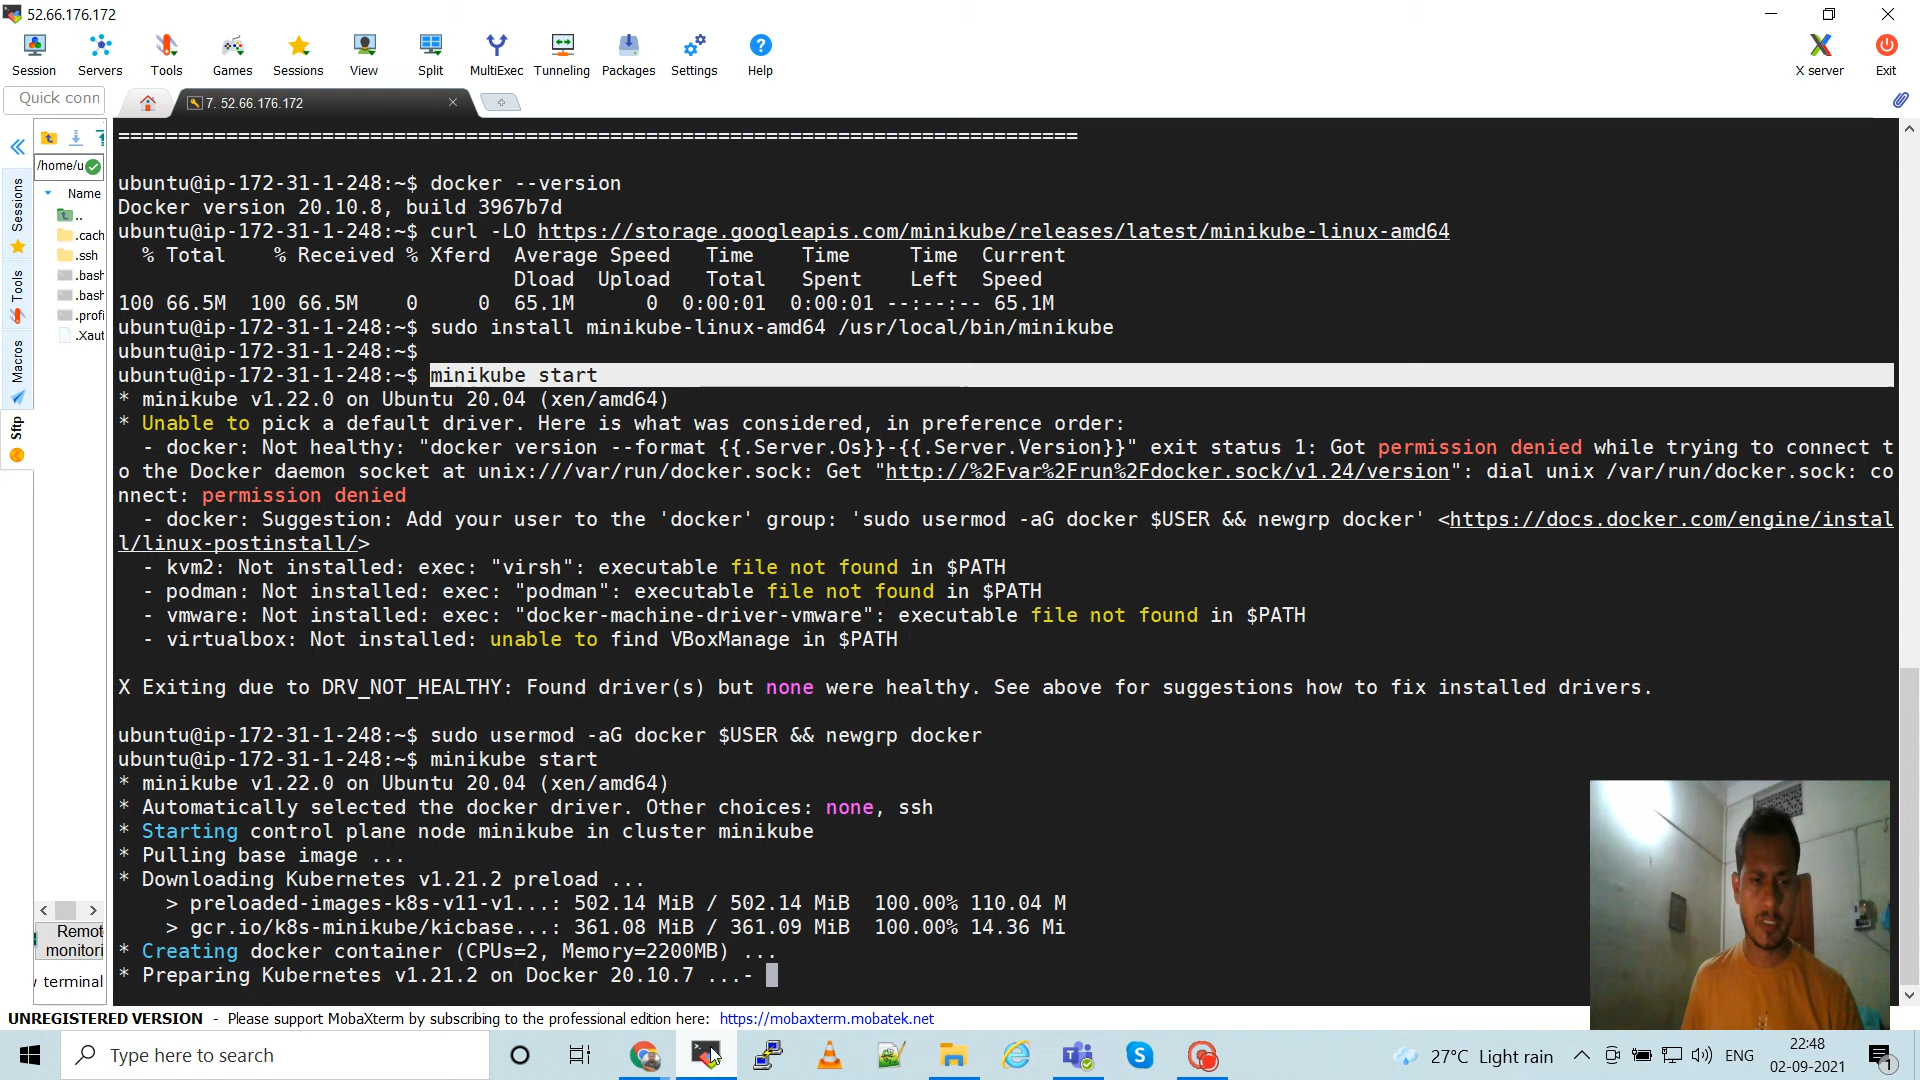 52.66.176.172
Session Servers Tools Games Sessions View Split MultiExec Tunneling Packages Settings Help X server Exit
Quick conn
7. 52.66.176.172
/home/u
Name
..
.cach
.ssh
.bash
.bash
.profi
.Xaut
Sessions
Tools
Macros
Sftp
================================================================================
ubuntu@ip-172-31-1-248:~$ docker --version
Docker version 20.10.8, build 3967b7d
ubuntu@ip-172-31-1-248:~$ curl -LO https://storage.googleapis.com/minikube/releases/latest/minikube-linux-amd64
% Total % Received % Xferd Average Speed Time Time Time Current
Dload Upload Total Spent Left Speed
100 66.5M 100 66.5M 0 0 65.1M 0 0:00:01 0:00:01 --:--:-- 65.1M
ubuntu@ip-172-31-1-248:~$ sudo install minikube-linux-amd64 /usr/local/bin/minikube
ubuntu@ip-172-31-1-248:~$
ubuntu@ip-172-31-1-248:~$ minikube start
* minikube v1.22.0 on Ubuntu 20.04 (xen/amd64)
* Unable to pick a default driver. Here is what was considered, in preference order:
- docker: Not healthy: "docker version --format {{.Server.Os}}-{{.Server.Version}}" exit status 1: Got permission denied while trying to connect t
o the Docker daemon socket at unix:///var/run/docker.sock: Get "http://%2Fvar%2Frun%2Fdocker.sock/v1.24/version": dial unix /var/run/docker.sock: co
nnect: permission denied
- docker: Suggestion: Add your user to the 'docker' group: 'sudo usermod -aG docker $USER && newgrp docker' <https://docs.docker.com/engine/instal
l/linux-postinstall/>
- kvm2: Not installed: exec: "virsh": executable file not found in $PATH
- podman: Not installed: exec: "podman": executable file not found in $PATH
- vmware: Not installed: exec: "docker-machine-driver-vmware": executable file not found in $PATH
- virtualbox: Not installed: unable to find VBoxManage in $PATH
X Exiting due to DRV_NOT_HEALTHY: Found driver(s) but none were healthy. See above for suggestions how to fix installed drivers.
ubuntu@ip-172-31-1-248:~$ sudo usermod -aG docker $USER && newgrp docker
ubuntu@ip-172-31-1-248:~$ minikube start
* minikube v1.22.0 on Ubuntu 20.04 (xen/amd64)
* Automatically selected the docker driver. Other choices: none, ssh
* Starting control plane node minikube in cluster minikube
* Pulling base image ...
* Downloading Kubernetes v1.21.2 preload ...
> preloaded-images-k8s-v11-v1...: 502.14 MiB / 502.14 MiB 100.00% 110.04 M
> gcr.io/k8s-minikube/kicbase...: 361.08 MiB / 361.09 MiB 100.00% 14.36 Mi
* Creating docker container (CPUs=2, Memory=2200MB) ...
* Preparing Kubernetes v1.21.2 on Docker 20.10.7 ...-
Remot
monitori
terminal
UNREGISTERED VERSION - Please support MobaXterm by subscribing to the professional edition here: https://mobaxterm.mobatek.net
Type here to search
27°C Light rain
ENG
22:48
02-09-2021
1